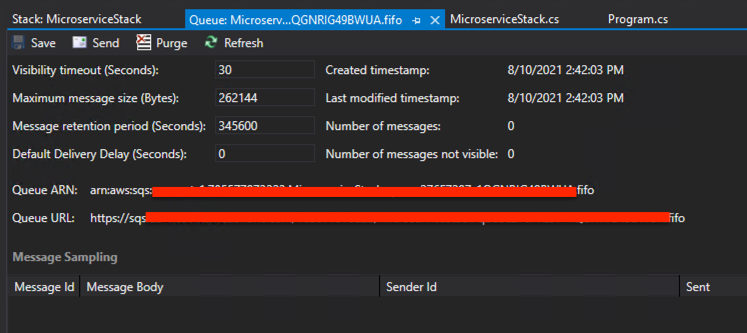 Stack: MicroserviceStack Queue: Microserv...QGNRIG49BWUA.fifo MicroserviceStack.cs Program.cs
Save Send Purge Refresh
Visibility timeout (Seconds): 30 Created timestamp: 8/10/2021 2:42:03 PM
Maximum message size (Bytes): 262144 Last modified timestamp: 8/10/2021 2:42:03 PM
Message retention period (Seconds): 345600 Number of messages: 0
Default Delivery Delay (Seconds): 0 Number of messages not visible: 0
Queue ARN: arn:aws:sqs: fifo
Queue URL: https://sqs fifo
Message Sampling
Message Id Message Body Sender Id Sent